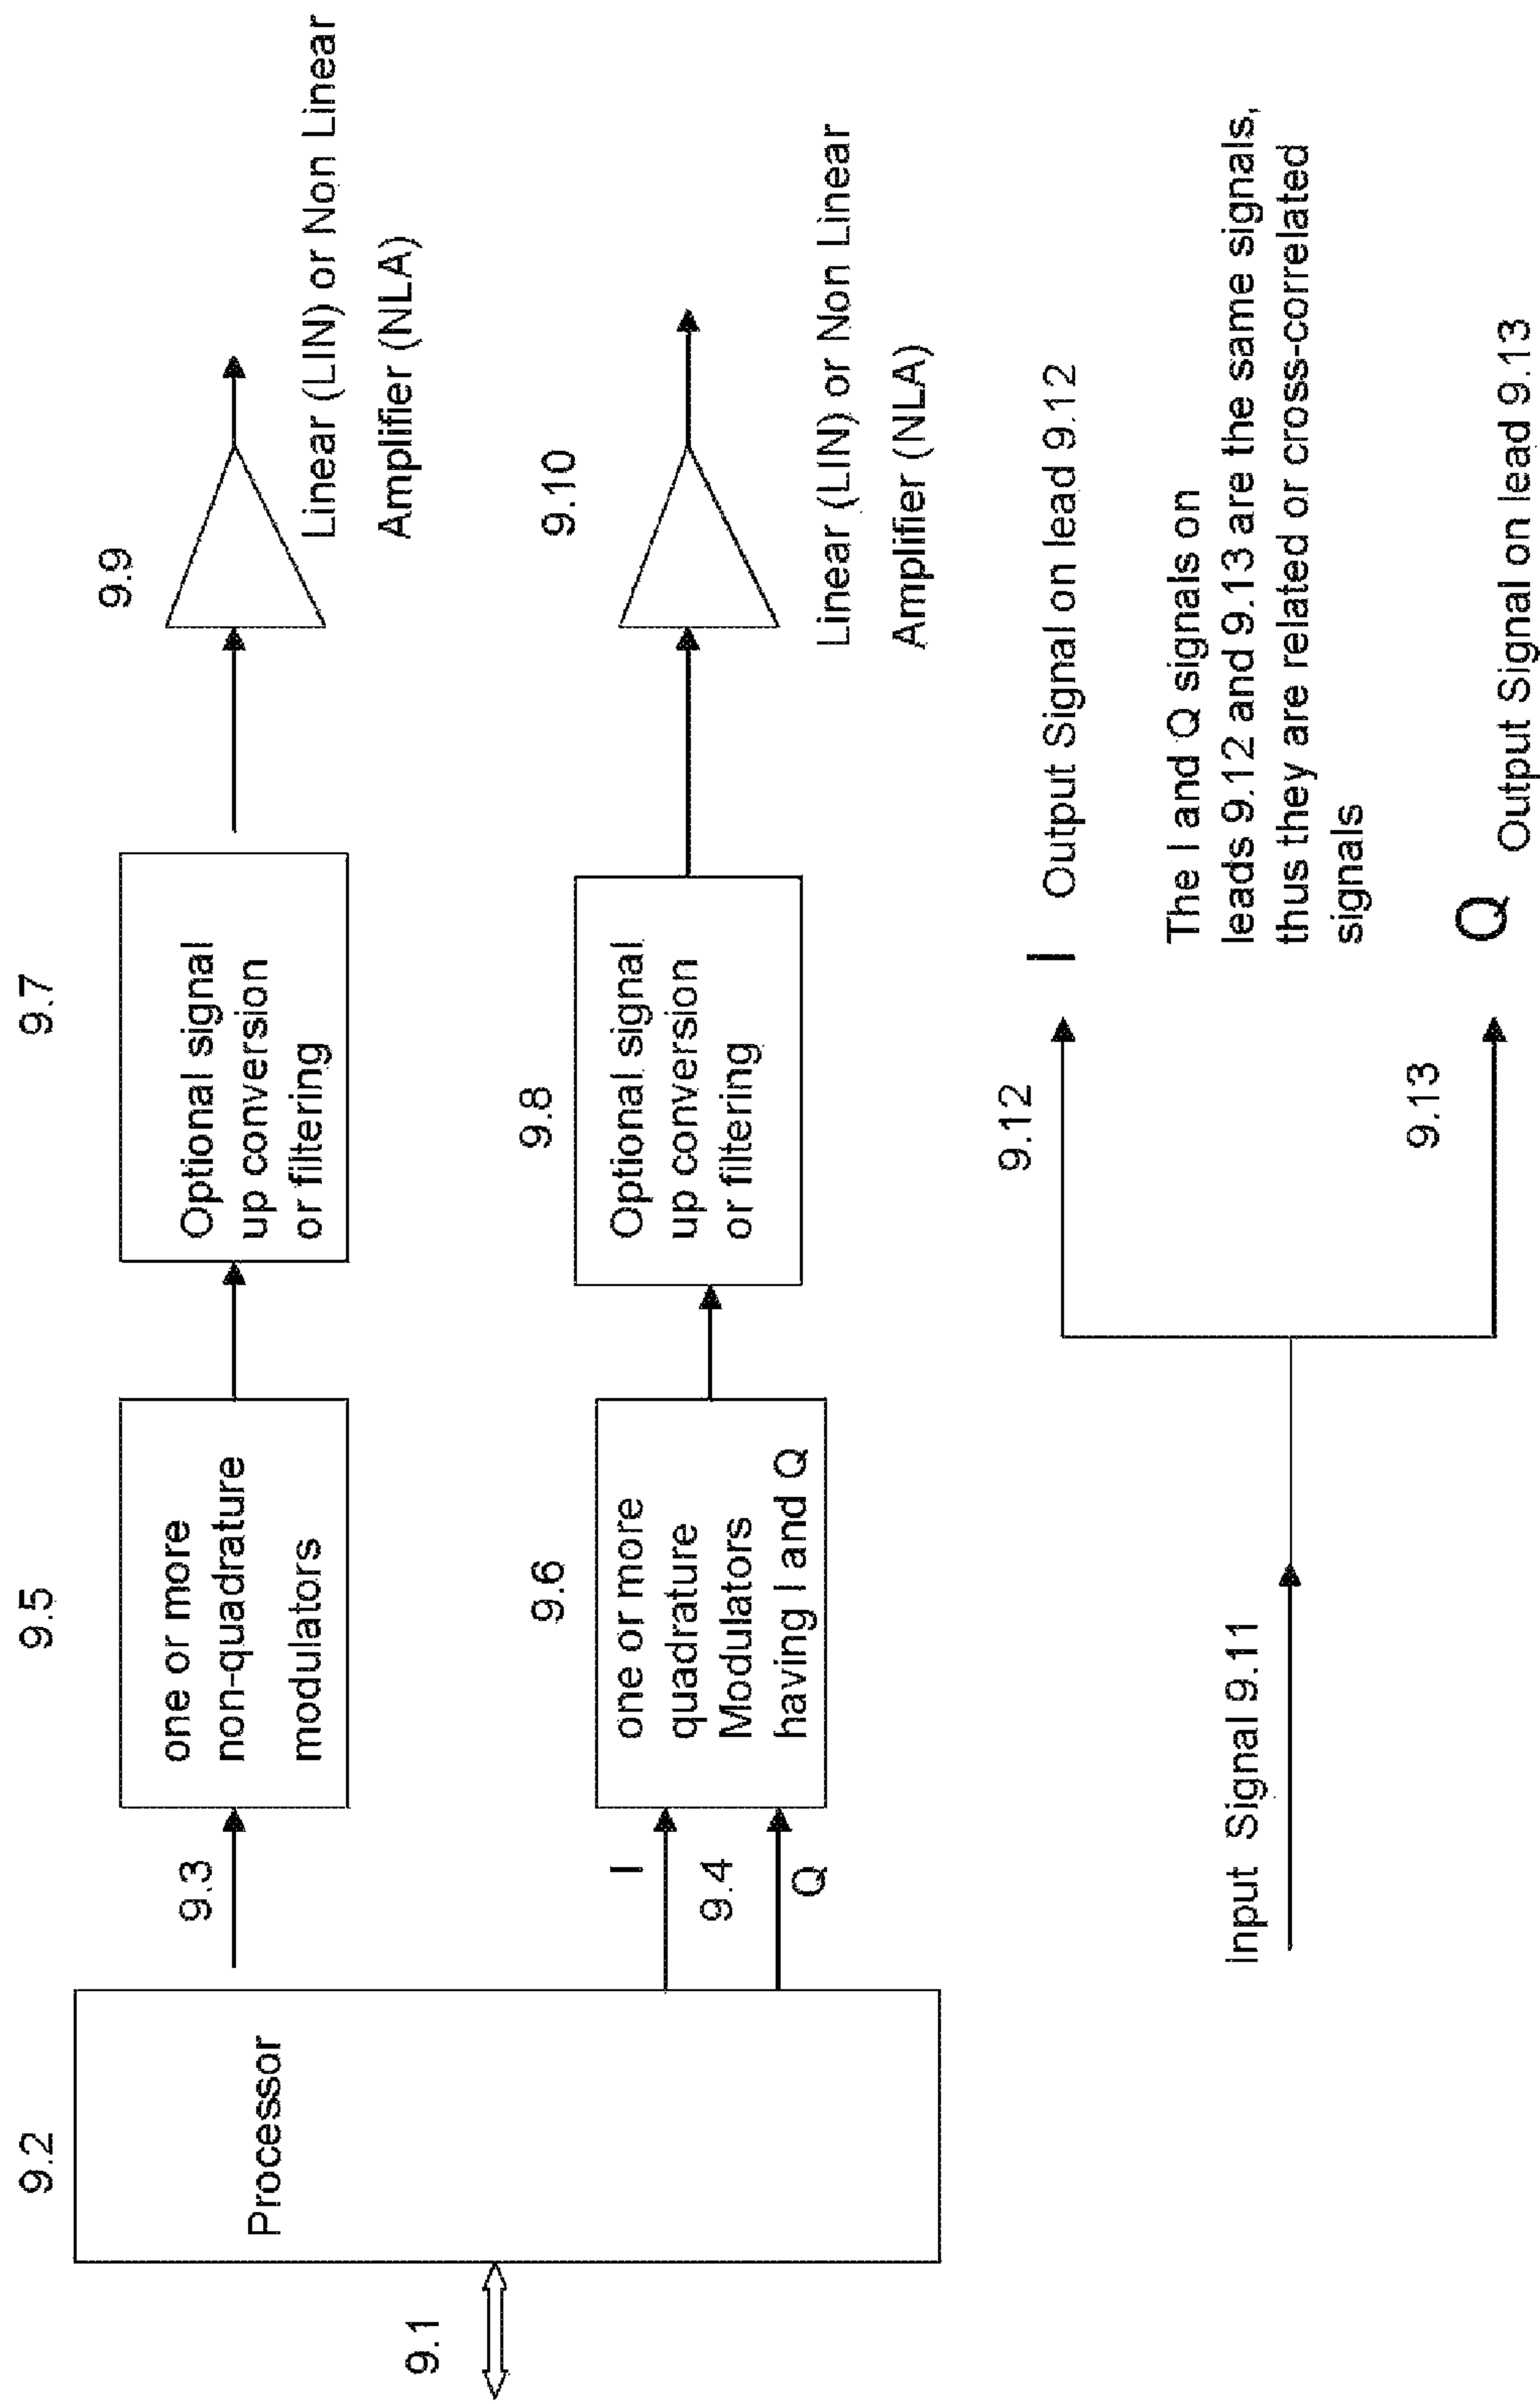 9.1
9.2
Processor
9.3
9.5
one or more
non-quadrature
modulators
9.7
Optional signal
up conversion
or filtering
9.9
Linear (LIN) or Non Linear
Amplifier (NLA)
I
9.4
Q
9.6
one or more
quadrature
Modulators
having I and Q
9.8
Optional signal
up conversion
or filtering
9.10
Linear (LIN) or Non Linear
Amplifier (NLA)
input Signal 9.11
9.12
I Output Signal on lead 9.12
The I and Q signals on
leads 9.12 and 9.13 are the same signals,
thus they are related or cross-correlated
signals
9.13
Q Output Signal on lead 9.13